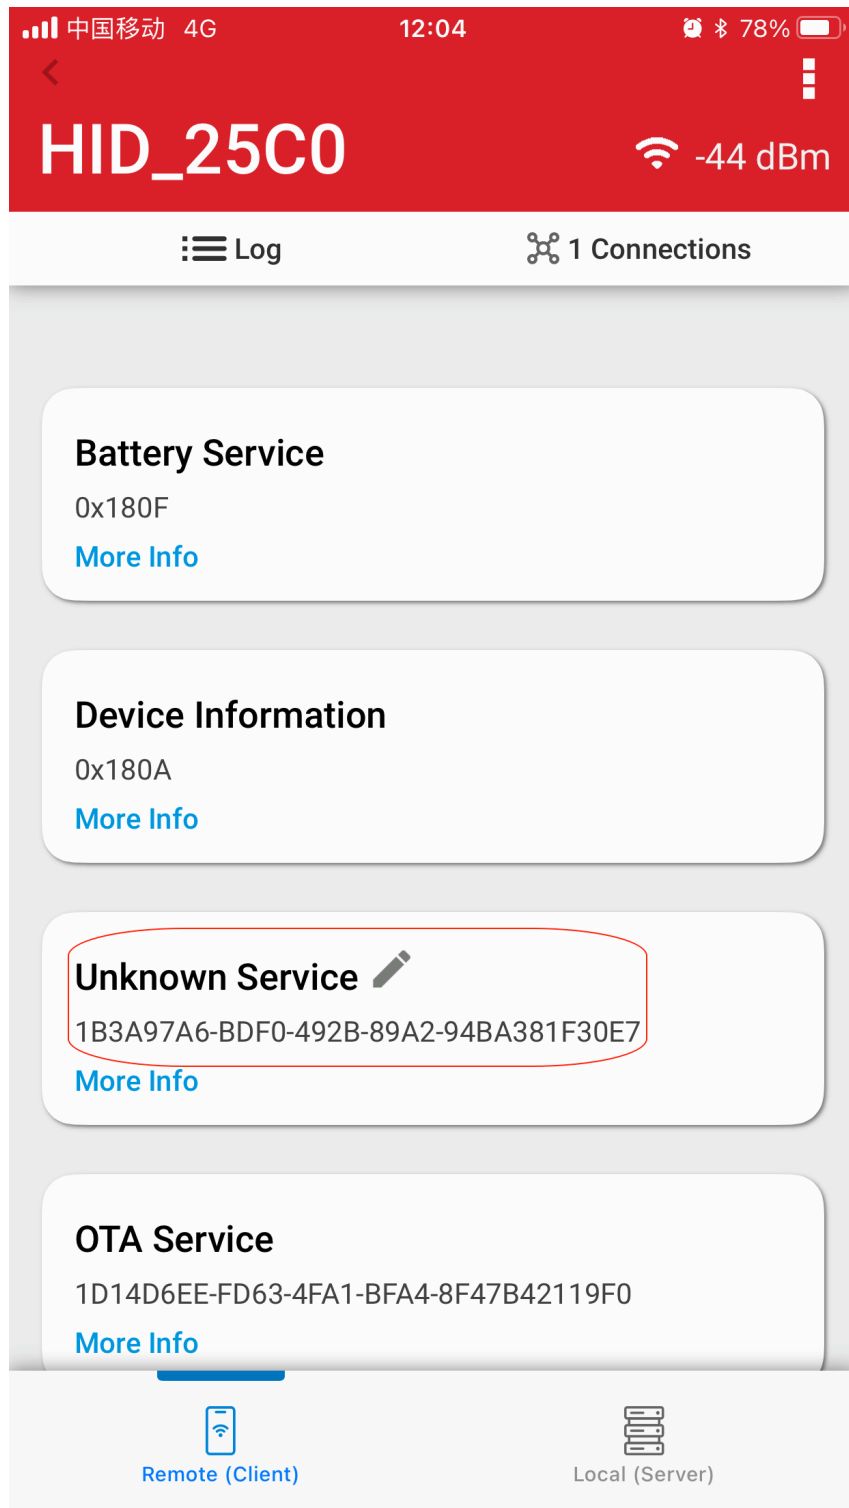 中国移动 4G 12:04 78%
HID_25C0 -44 dBm
Log 1 Connections
Battery Service
0x180F
More Info
Device Information
0x180A
More Info
Unknown Service
1B3A97A6-BDF0-492B-89A2-94BA381F30E7
More Info
OTA Service
1D14D6EE-FD63-4FA1-BFA4-8F47B42119F0
More Info
Remote (Client) Local (Server)